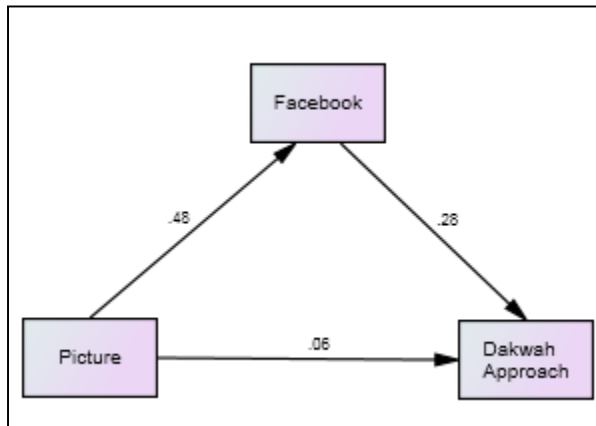 Facebook
.48
.28
Picture
.06
Dakwah
Approach